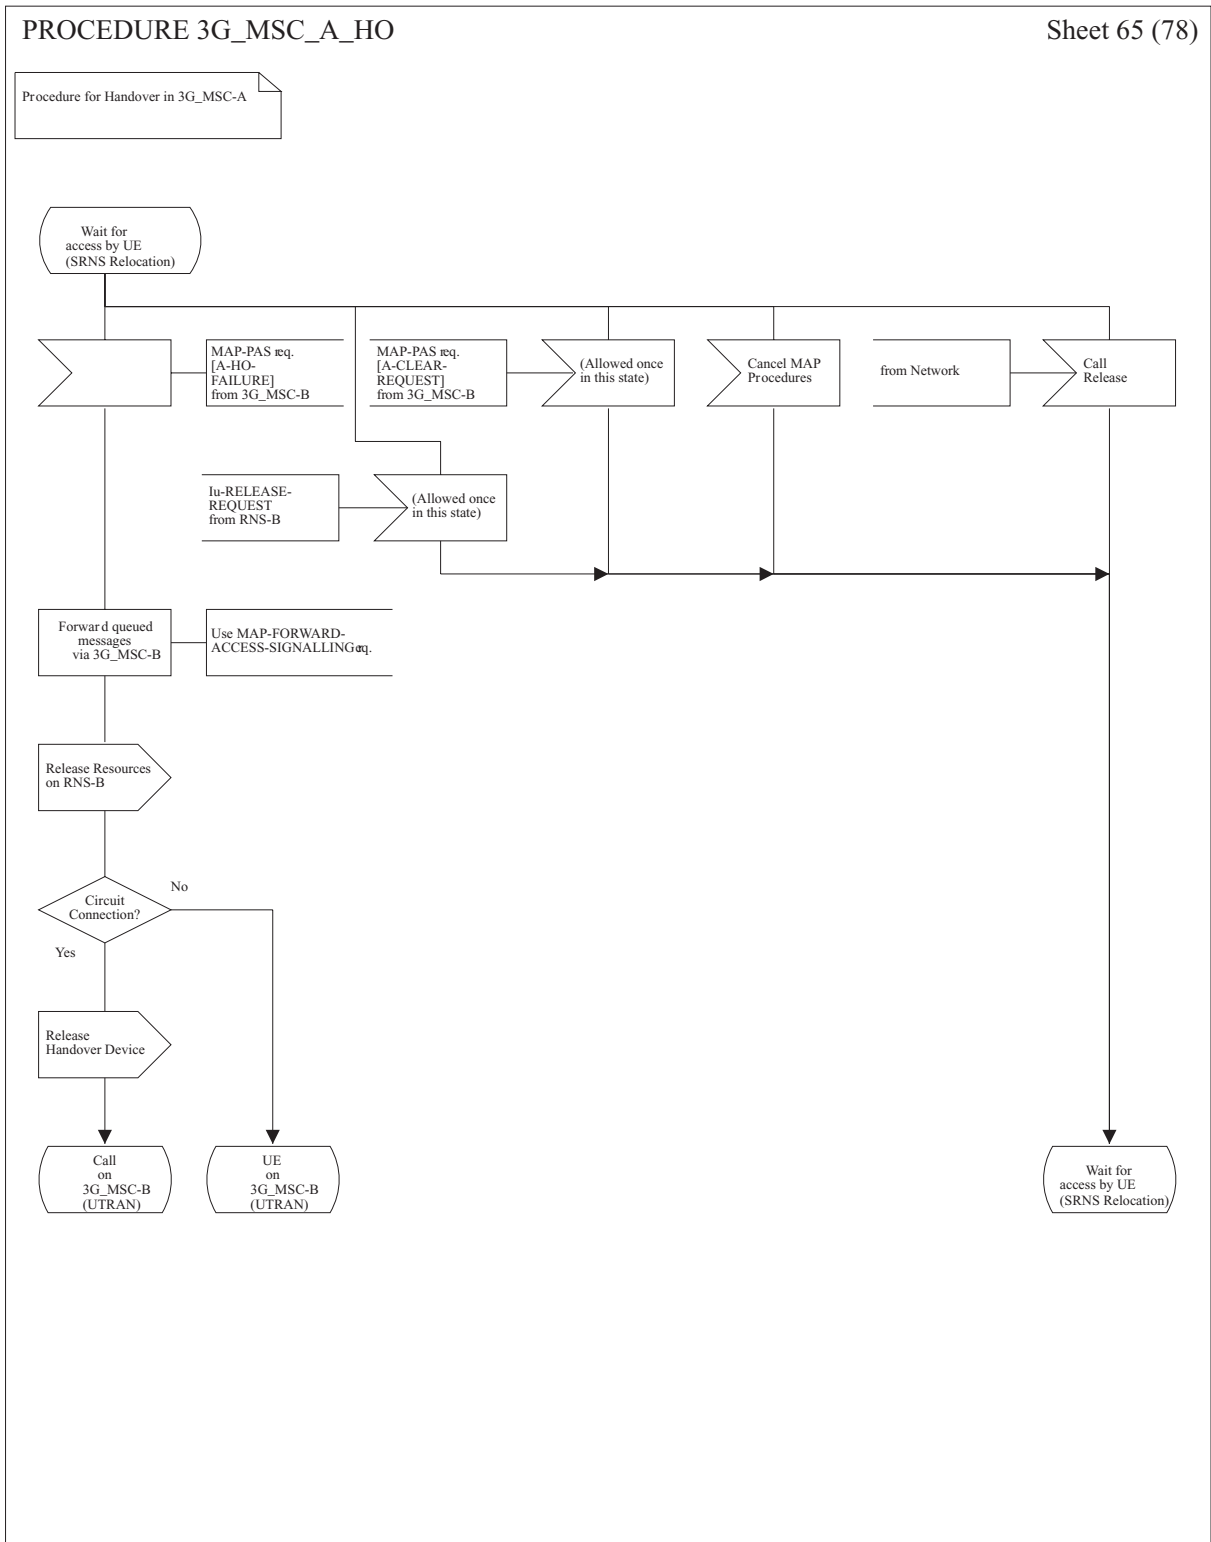 PROCEDURE 3G_MSC_A_HO
Sheet 65 (78)
Procedure for Handover in 3G_MSC-A
Wait for
access by UE
(SRNS Relocation)
MAP-PAS req.
[A-HO-
FAILURE]
from 3G_MSC-B
MAP-PAS req.
[A-CLEAR-
REQUEST]
from 3G_MSC-B
(Allowed once
in this state)
Cancel MAP
Procedures
from Network
Call
Release
Iu-RELEASE-
REQUEST
from RNS-B
(Allowed once
in this state)
Forward queued
messages
via 3G_MSC-B
Use MAP-FORWARD-
ACCESS-SIGNALLING req.
Release Resources
on RNS-B
Circuit
Connection?
No
Yes
Release
Handover Device
Call
on
3G_MSC-B
(UTRAN)
UE
on
3G_MSC-B
(UTRAN)
Wait for
access by UE
(SRNS Relocation)